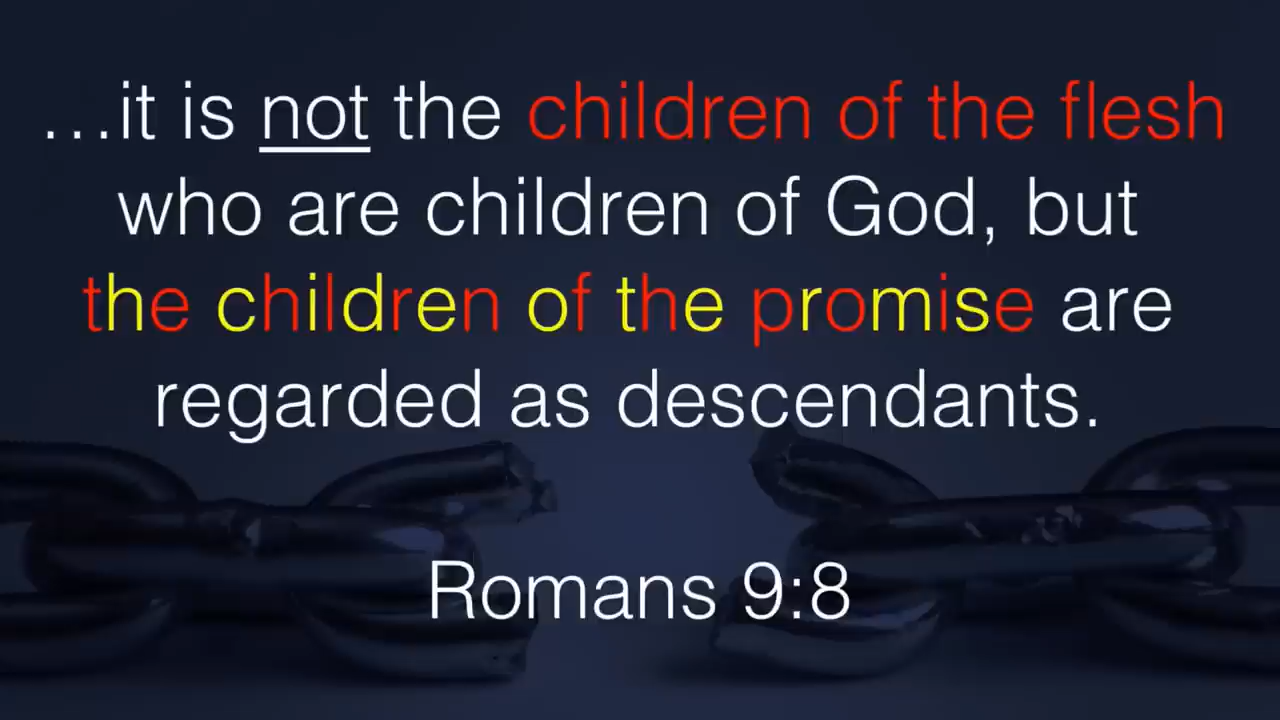 …it is not the children of the flesh
who are children of God, but
the children of the promise are
regarded as descendants.
Romans 9:8